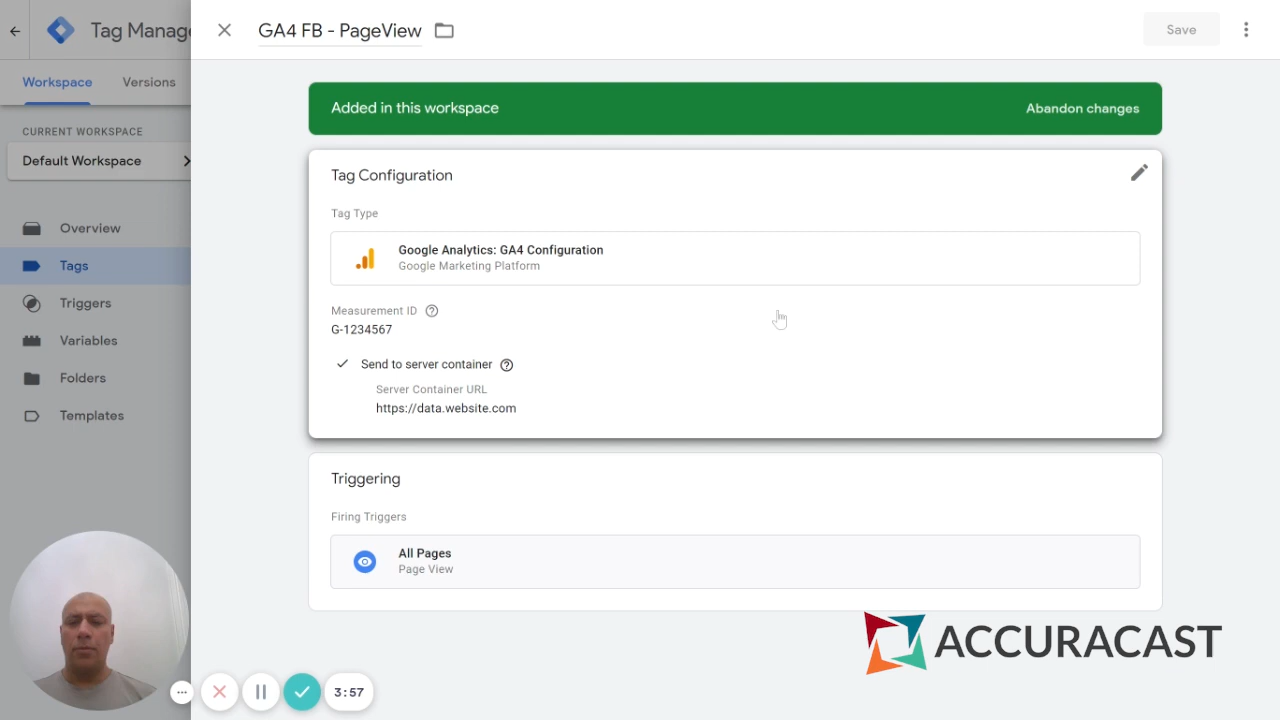 Tag Manag
GA4 FB - PageView
Save
Workspace
Versions
CURRENT WORKSPACE
Default Workspace
Overview
Tags
Triggers
Variables
Folders
Templates
Added in this workspace
Abandon changes
Tag Configuration
Tag Type
Google Analytics: GA4 Configuration
Google Marketing Platform
Measurement ID
G-1234567
Send to server container
Server Container URL
https://data.website.com
Triggering
Firing Triggers
All Pages
Page View
ACCURACAST
3:57